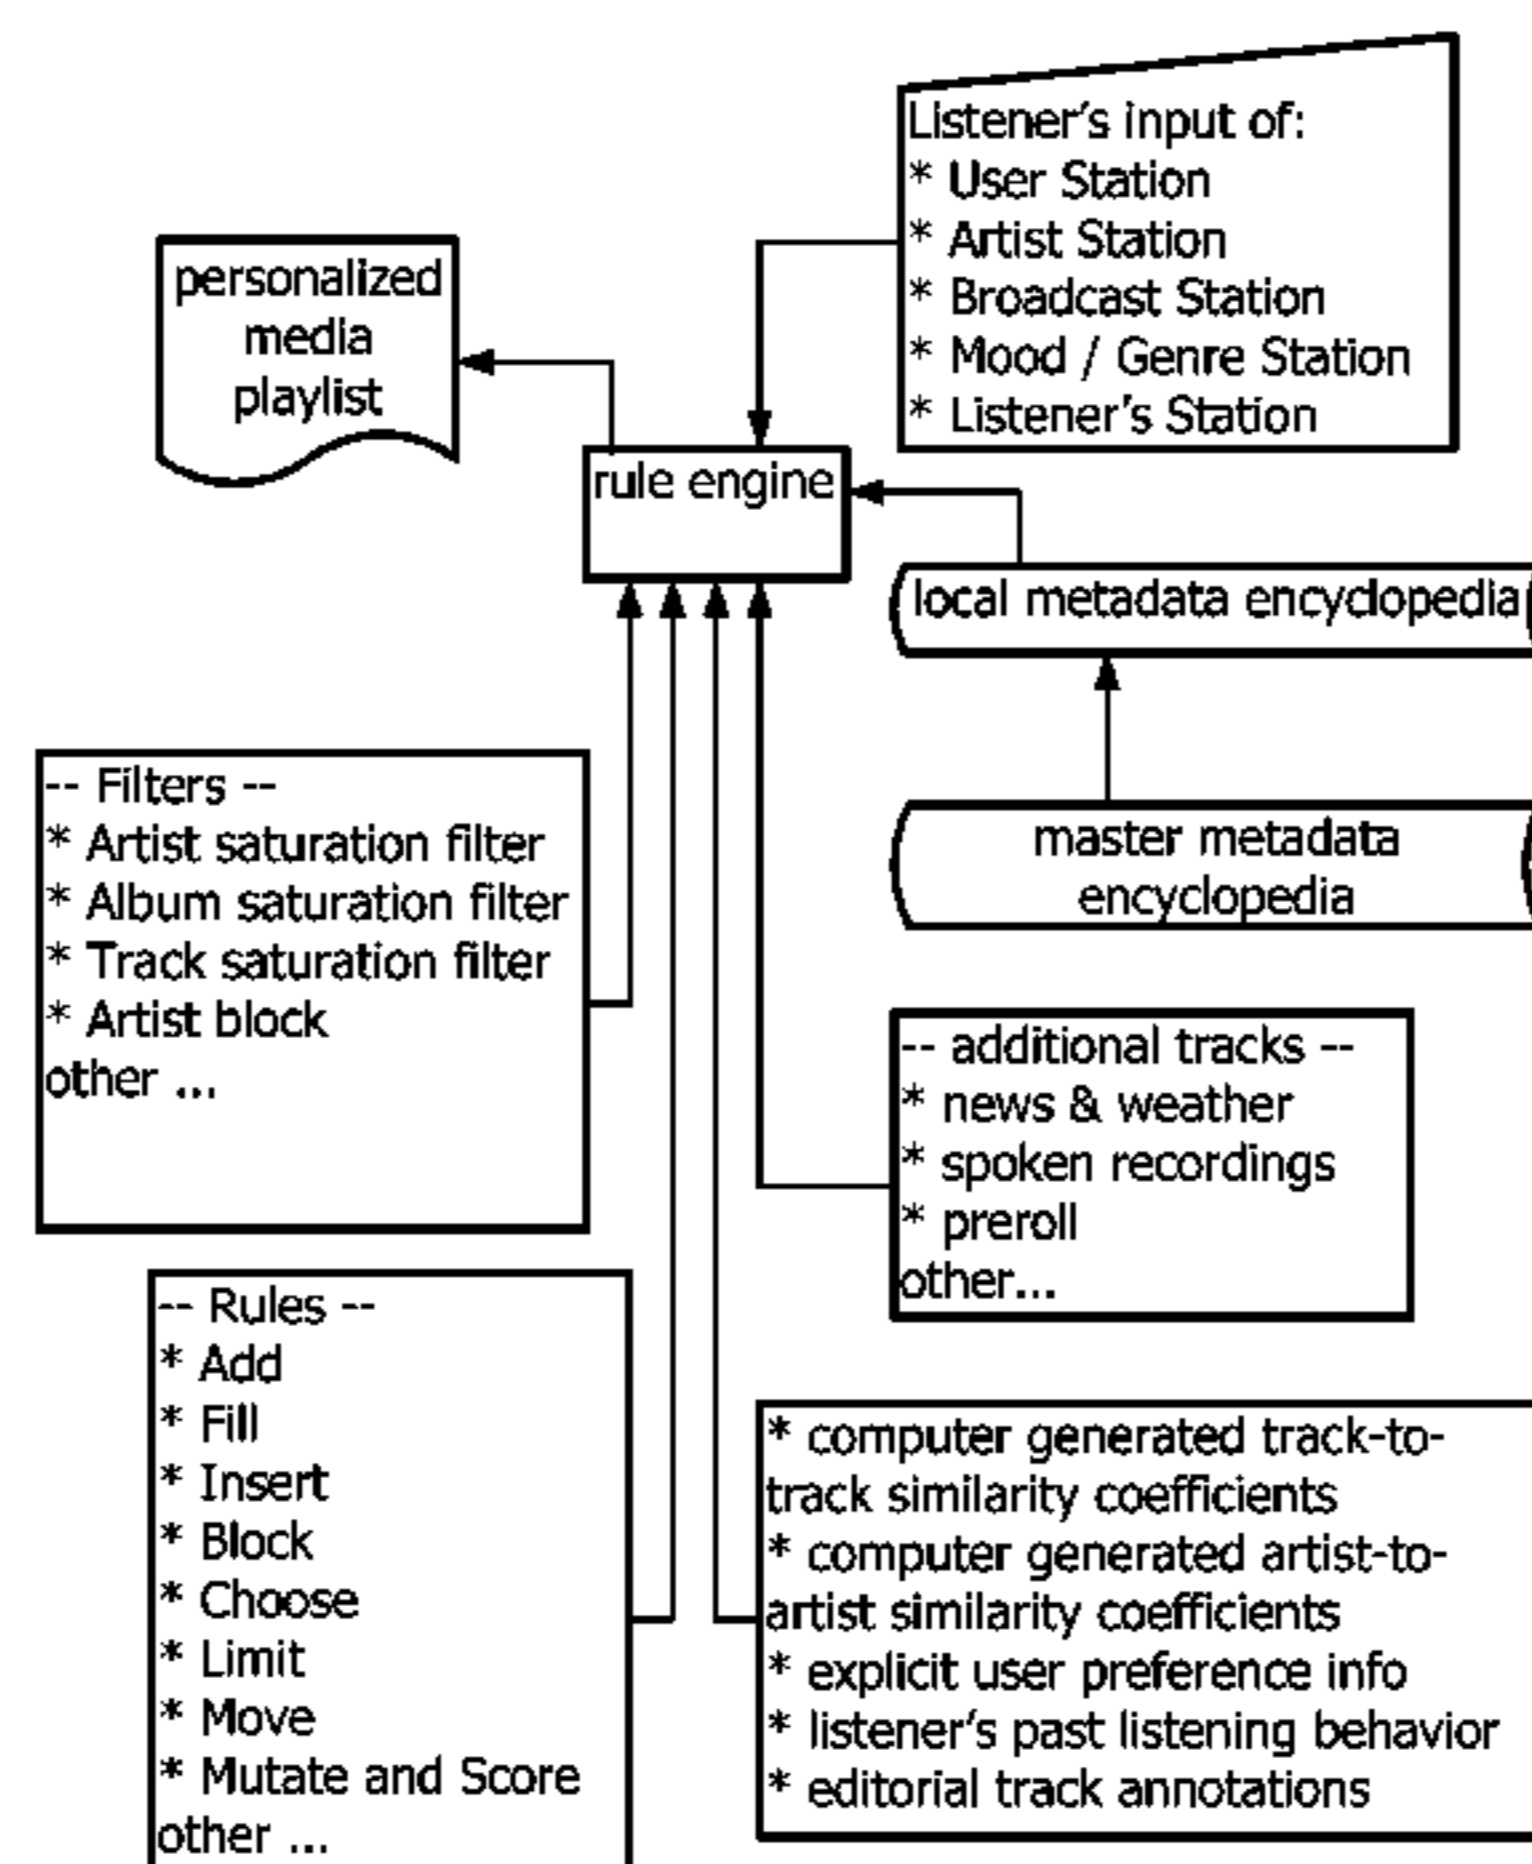 Listener's input of:
* User Station
* Artist Station
* Broadcast Station
* Mood / Genre Station
* Listener's Station
personalized
media
playlist
rule engine
local metadata encyclopedia
master metadata
encyclopedia
-- Filters --
* Artist saturation filter
* Album saturation filter
* Track saturation filter
* Artist block
other ...
-- additional tracks --
* news & weather
* spoken recordings
* preroll
other...
-- Rules --
* Add
* Fill
* Insert
* Block
* Choose
* Limit
* Move
* Mutate and Score
other ...
* computer generated track-to-
track similarity coefficients
* computer generated artist-to-
artist similarity coefficients
* explicit user preference info
* listener's past listening behavior
* editorial track annotations